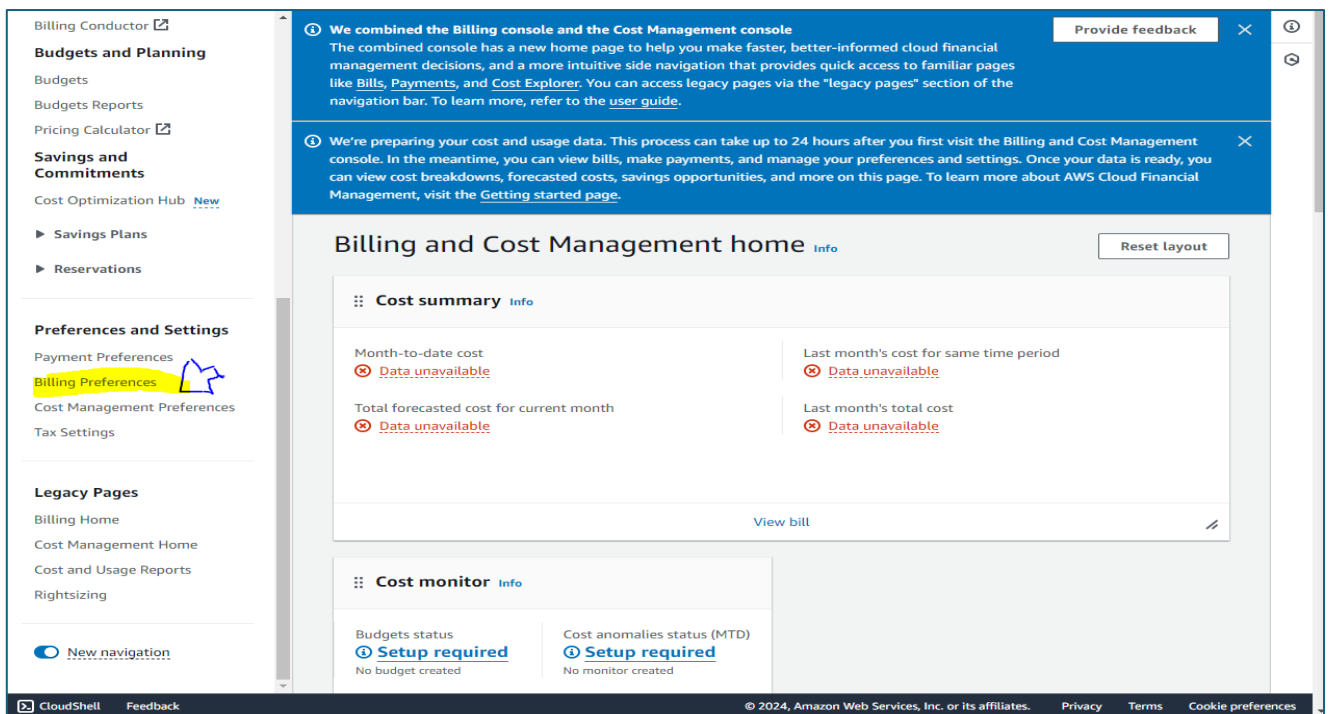 Billing Conductor
Budgets and Planning
Budgets
Budgets Reports
Pricing Calculator
Savings and
Commitments
Cost Optimization Hub New
Savings Plans
Reservations
Preferences and Settings
Payment Preferences
Billing Preferences
Cost Management Preferences
Tax Settings
Legacy Pages
Billing Home
Cost Management Home
Cost and Usage Reports
Rightsizing
New navigation
We combined the Billing console and the Cost Management console
The combined console has a new home page to help you make faster, better-informed cloud financial
management decisions, and a more intuitive side navigation that provides quick access to familiar pages
like Bills, Payments, and Cost Explorer. You can access legacy pages via the "legacy pages" section of the
navigation bar. To learn more, refer to the user guide.
Provide feedback
We're preparing your cost and usage data. This process can take up to 24 hours after you first visit the Billing and Cost Management
console. In the meantime, you can view bills, make payments, and manage your preferences and settings. Once your data is ready, you
can view cost breakdowns, forecasted costs, savings opportunities, and more on this page. To learn more about AWS Cloud Financial
Management, visit the Getting started page.
Billing and Cost Management home Info
Reset layout
Cost summary Info
Month-to-date cost
Data unavailable
Last month's cost for same time period
Data unavailable
Total forecasted cost for current month
Data unavailable
Last month's total cost
Data unavailable
View bill
Cost monitor Info
Budgets status
Setup required
No budget created
Cost anomalies status (MTD)
Setup required
No monitor created
CloudShell Feedback © 2024, Amazon Web Services, Inc. or its affiliates. Privacy Terms Cookie preferences